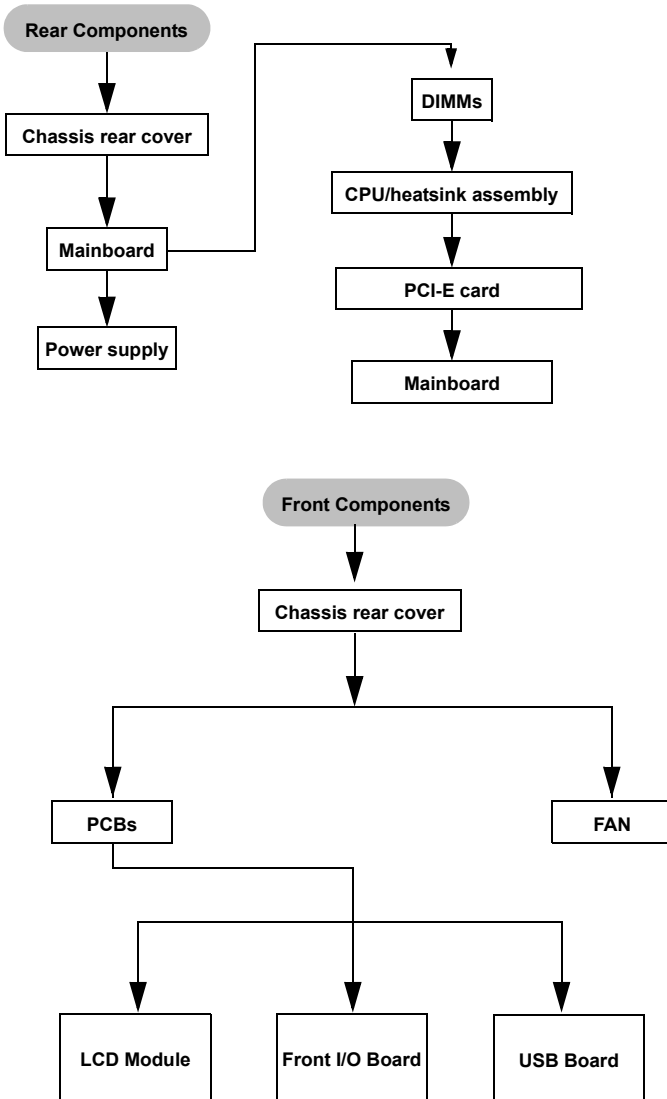 Rear Components
Chassis rear cover
Mainboard
Power supply
DIMMs
CPU/heatsink assembly
PCI-E card
Mainboard
Front Components
Chassis rear cover
PCBs
FAN
LCD Module
Front I/O Board
USB Board